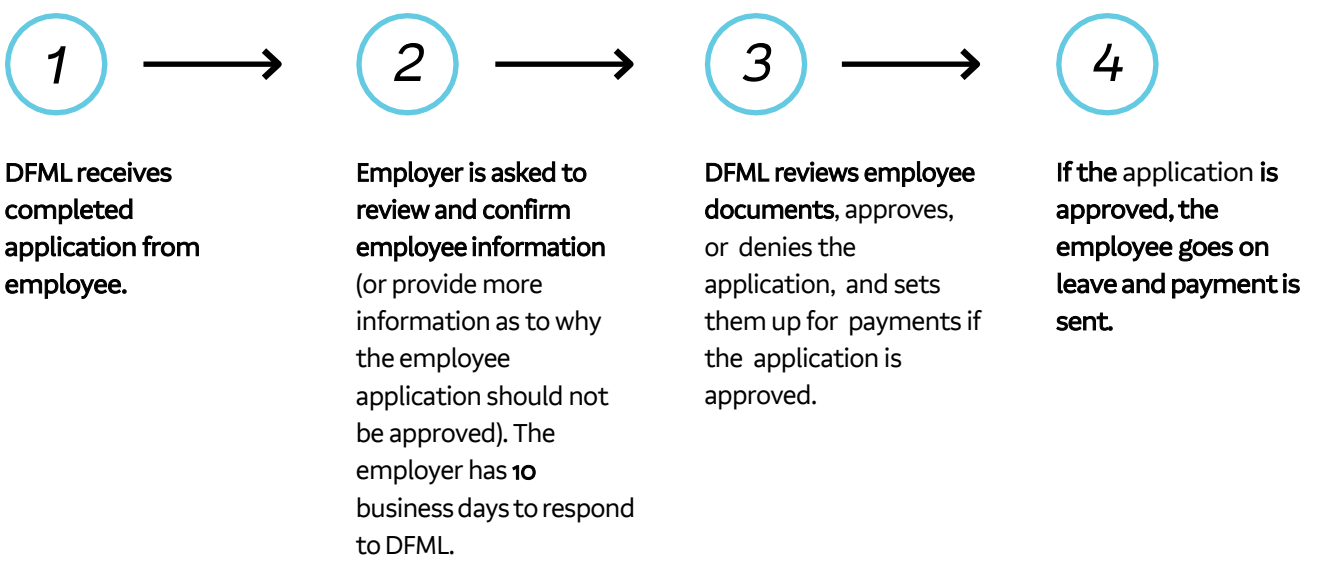 1
DFML receives
completed
application from
employee.
2
Employer is asked to
review and confirm
employee information
(or provide more
information as to why
the employee
application should not
be approved). The
employer has 10
business days to respond
to DFML.
3
DFML reviews employee
documents, approves,
or denies the
application, and sets
them up for payments if
the application is
approved.
4
If the application is
approved, the
employee goes on
leave and payment is
sent.